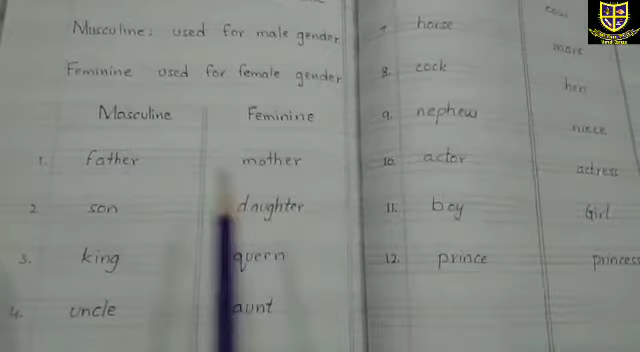 Masculine: used for male gender
Feminine used for female gender
Masculine Feminine
1. father mother
2 son daughter
3. king quern
4. uncle aunt
cow
7. horse mare
8. cock hen
9. nephew niece
10. actor actress
11. boy Girl
12. prince princess